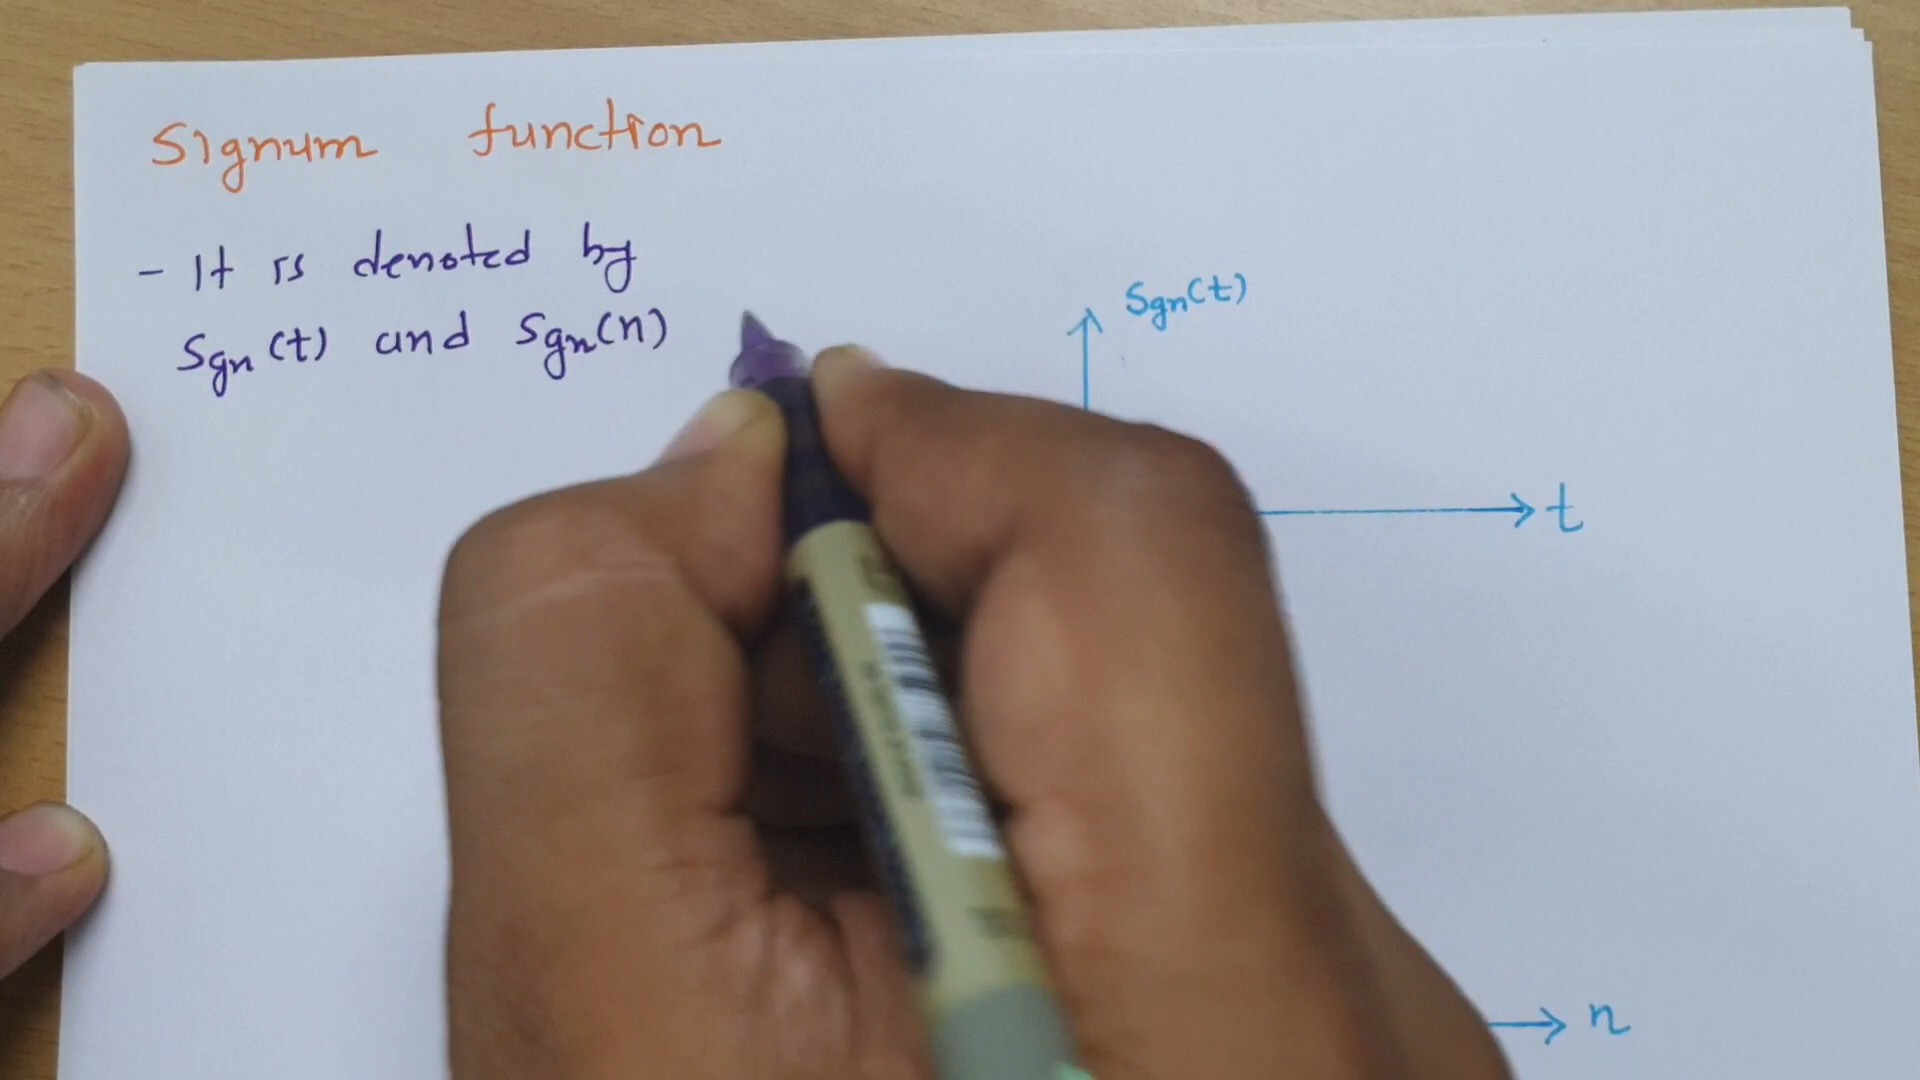 Signum function
- It is denoted by
Sgn(t) and Sgn(n)
Sgn(t)
t
n